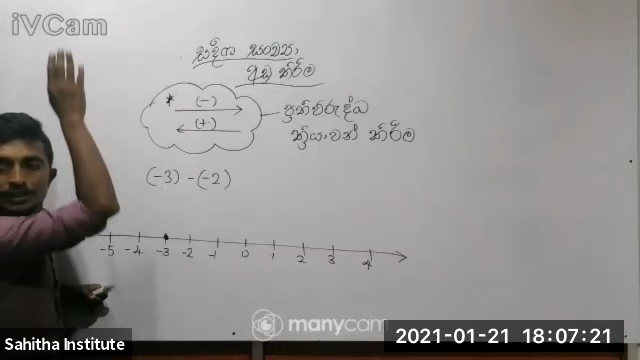 iVCam
සදිශ සංඛ්‍යා
අඩු කිරීම
(-)
(+)
ප්‍රතිවිරුද්ධ
ක්‍රියාවන් කිරීම
(-3) - (-2)
-5 -4 -3 -2 -1 0 1 2 3 4
manycam
Sahitha Institute
2021-01-21 18:07:21